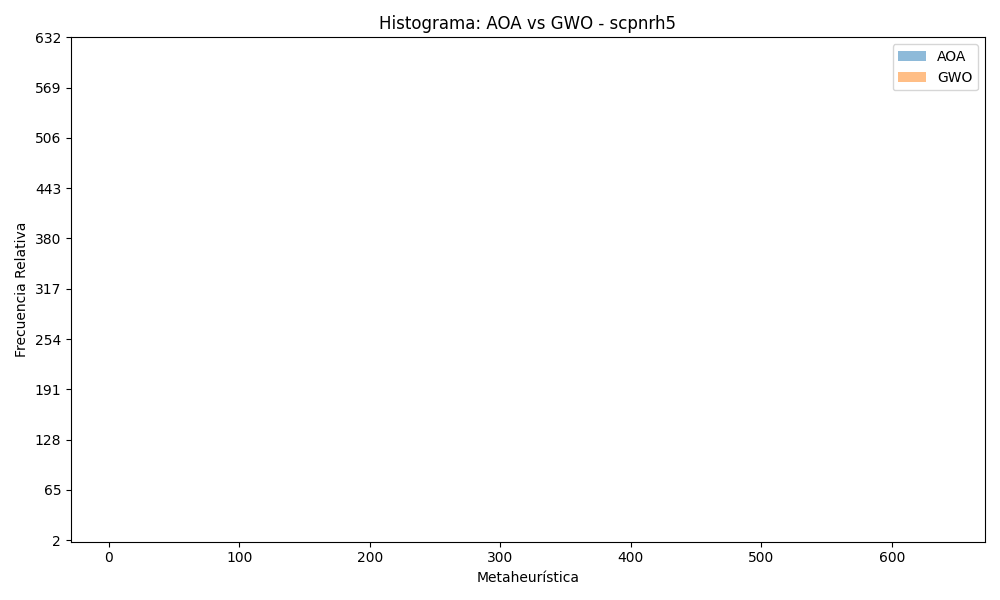 Histograma: AOA vs GWO - scpnrh5
AOA
GWO
632
569
506
443
380
317
254
191
128
65
2
Frecuencia Relativa
0 100 200 300 400 500 600
Metaheurística